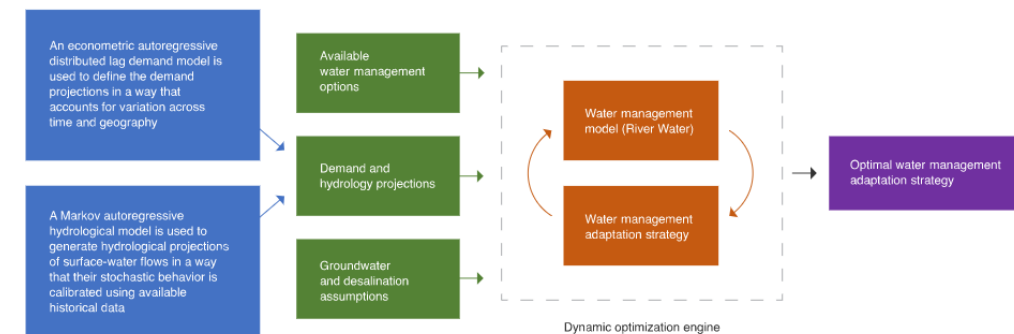 An econometric autoregressive
distributed lag demand model is
used to define the demand
projections in a way that
accounts for variation across
time and geography
A Markov autoregressive
hydrological model is used to
generate hydrological projections
of surface-water flows in a way
that their stochastic behavior is
calibrated using available
historical data
Available
water management
options
Demand and
hydrology projections
Groundwater
and desalination
assumptions
Water management
model (River Water)
Water management
adaptation strategy
Dynamic optimization engine
Optimal water management
adaptation strategy